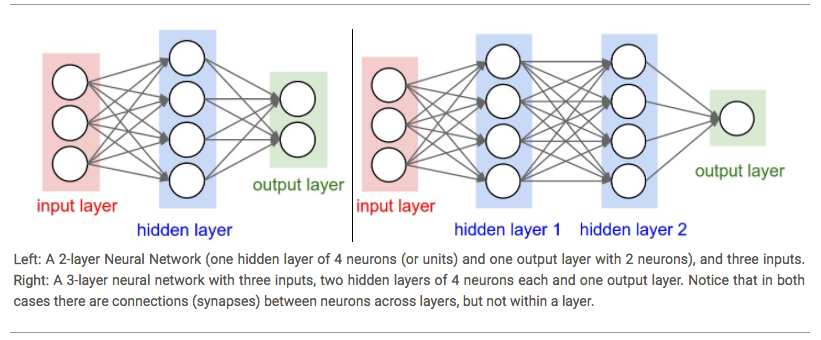 input layer
hidden layer
output layer
input layer
hidden layer 1
hidden layer 2
output layer
Left: A 2-layer Neural Network (one hidden layer of 4 neurons (or units) and one output layer with 2 neurons), and three inputs.
Right: A 3-layer neural network with three inputs, two hidden layers of 4 neurons each and one output layer. Notice that in both
cases there are connections (synapses) between neurons across layers, but not within a layer.